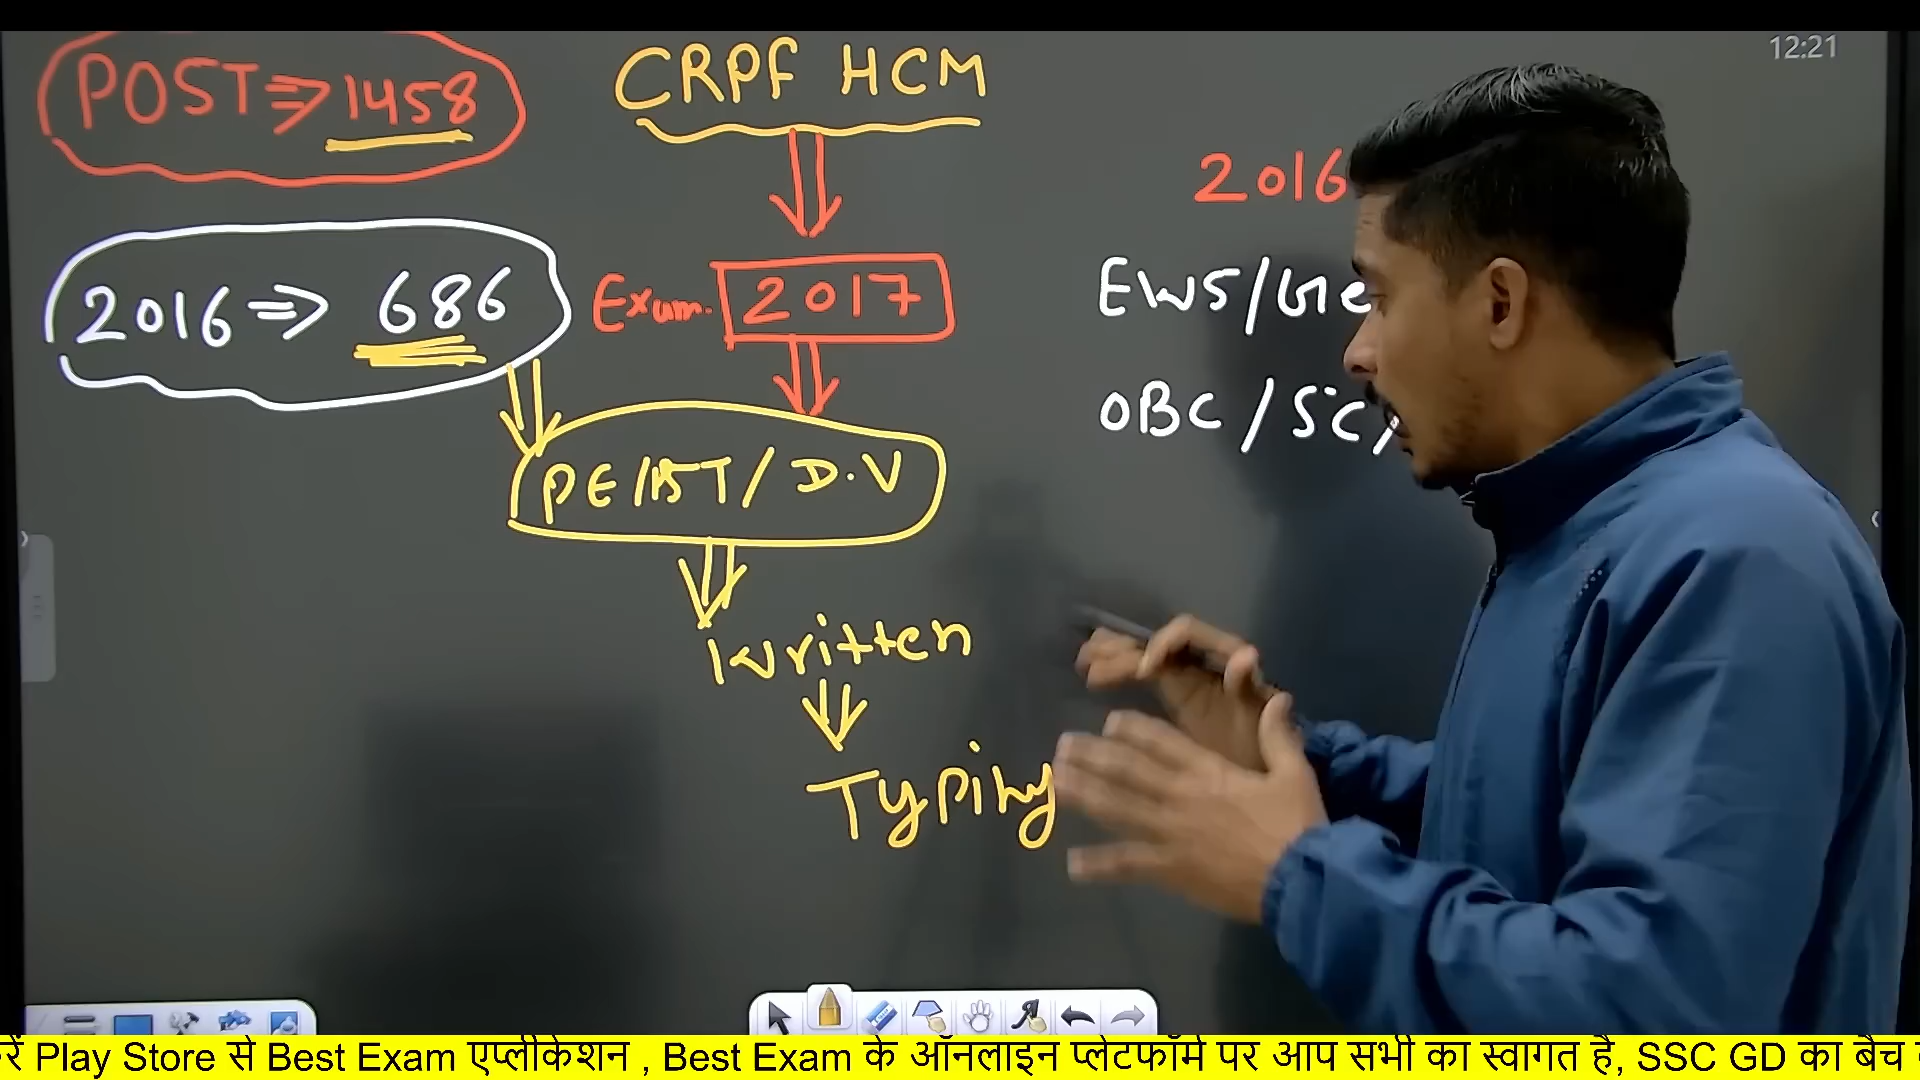 POST ⇒ 1458
CRPF HCM
12:21
2016 ⇒ 686
Exam. 2017
2016
EWS/Ge
OBC / SC/
PE/PST / D.V
Written
Typing
Play Store से Best Exam एप्लीकेशन , Best Exam के ऑनलाइन प्लेटफॉर्म पर आप सभी का स्वागत है, SSC GD का बैच